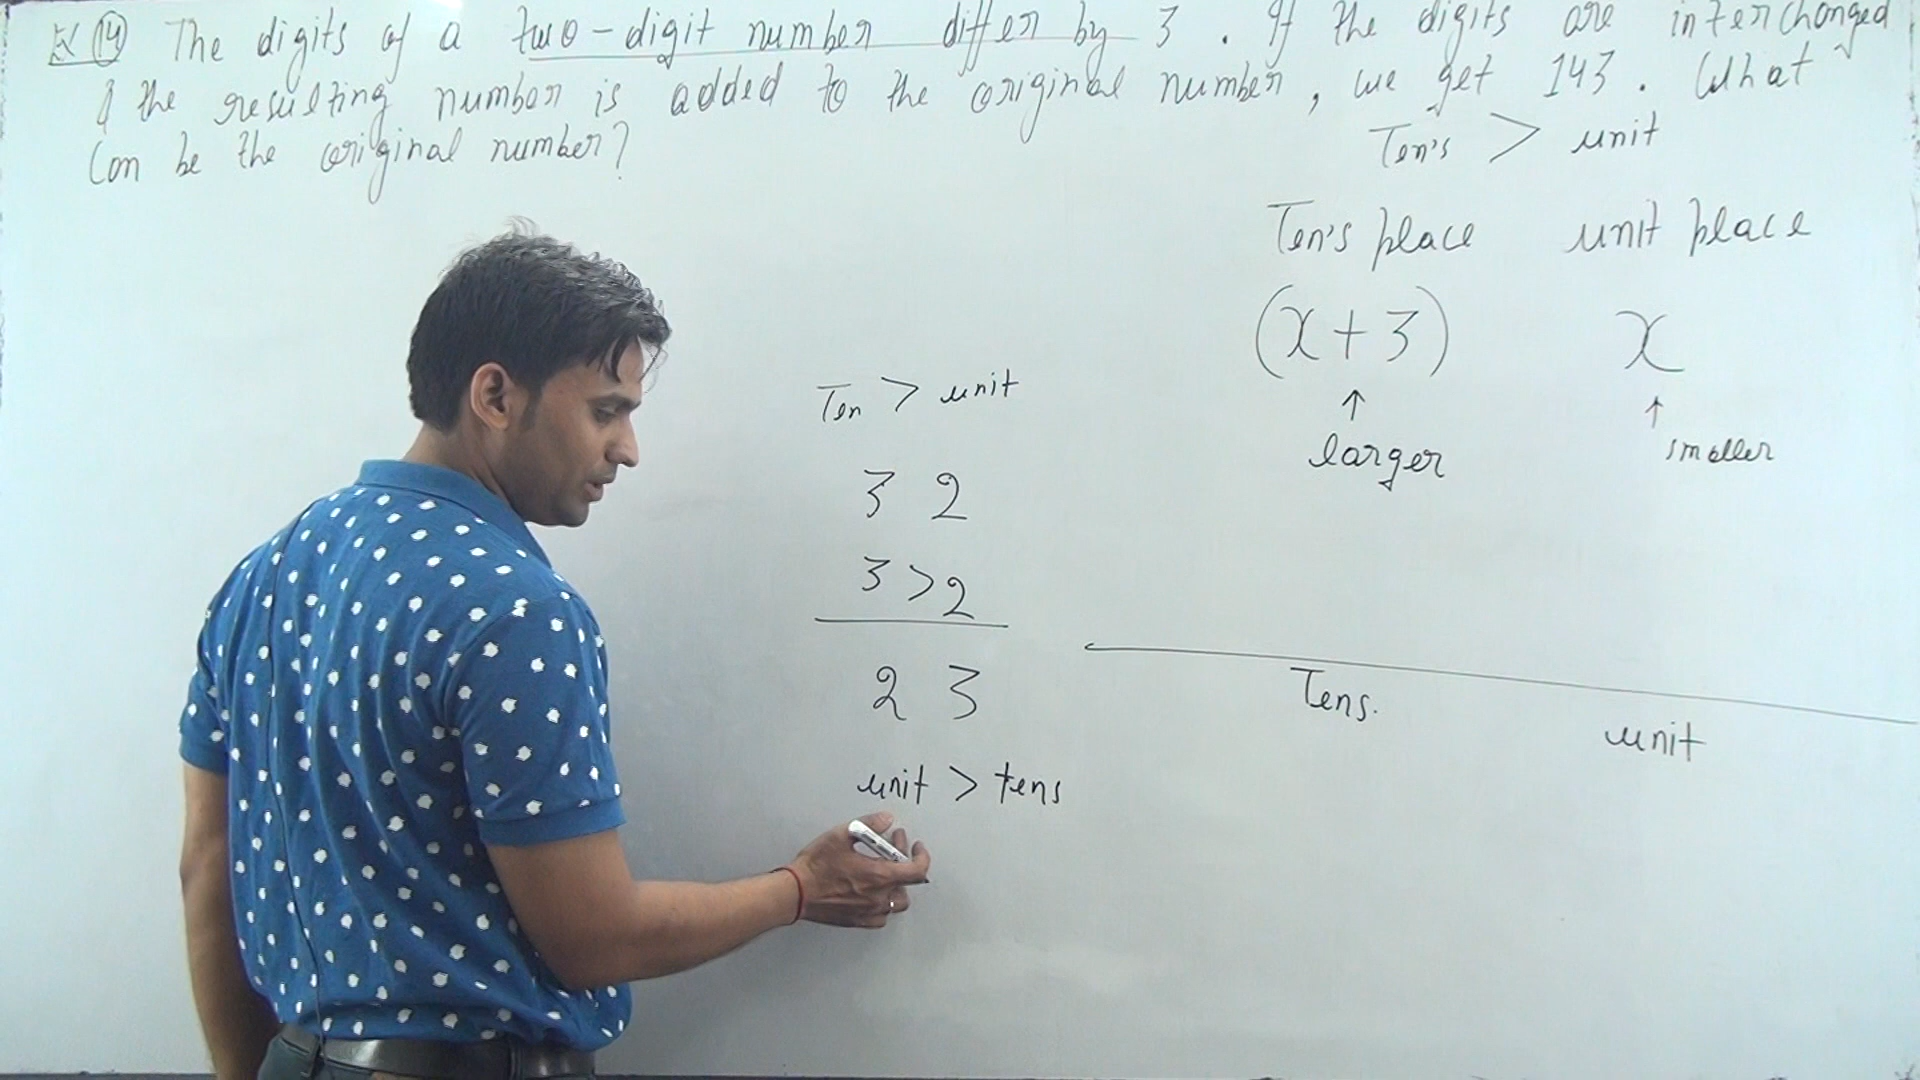 Ex 14 The digits of a two-digit number differ by 3 . If the digits are interchanged
& the resulting number is added to the original number, we get 143 . What
can be the original number?
Ten's > unit
Ten's place unit place
(x+3) x
↑ ↑
larger smaller
Ten > unit
3 2
3 > 2
2 3
unit > tens
Tens.
unit